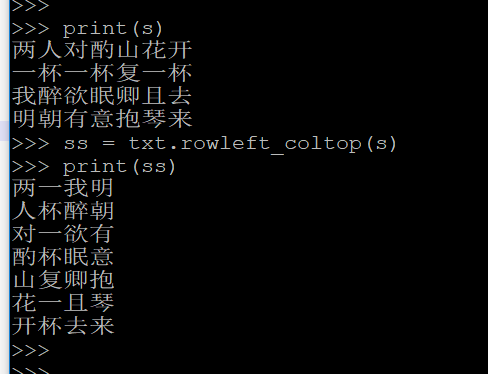 >>>
>>> print(s)
两人对酌山花开
一杯一杯复一杯
我醉欲眠卿且去
明朝有意抱琴来
>>> ss = txt.rowleft_coltop(s)
>>> print(ss)
两一我明
人杯醉朝
对一欲有
酌杯眠意
山复卿抱
花一且琴
开杯去来
>>>
>>>